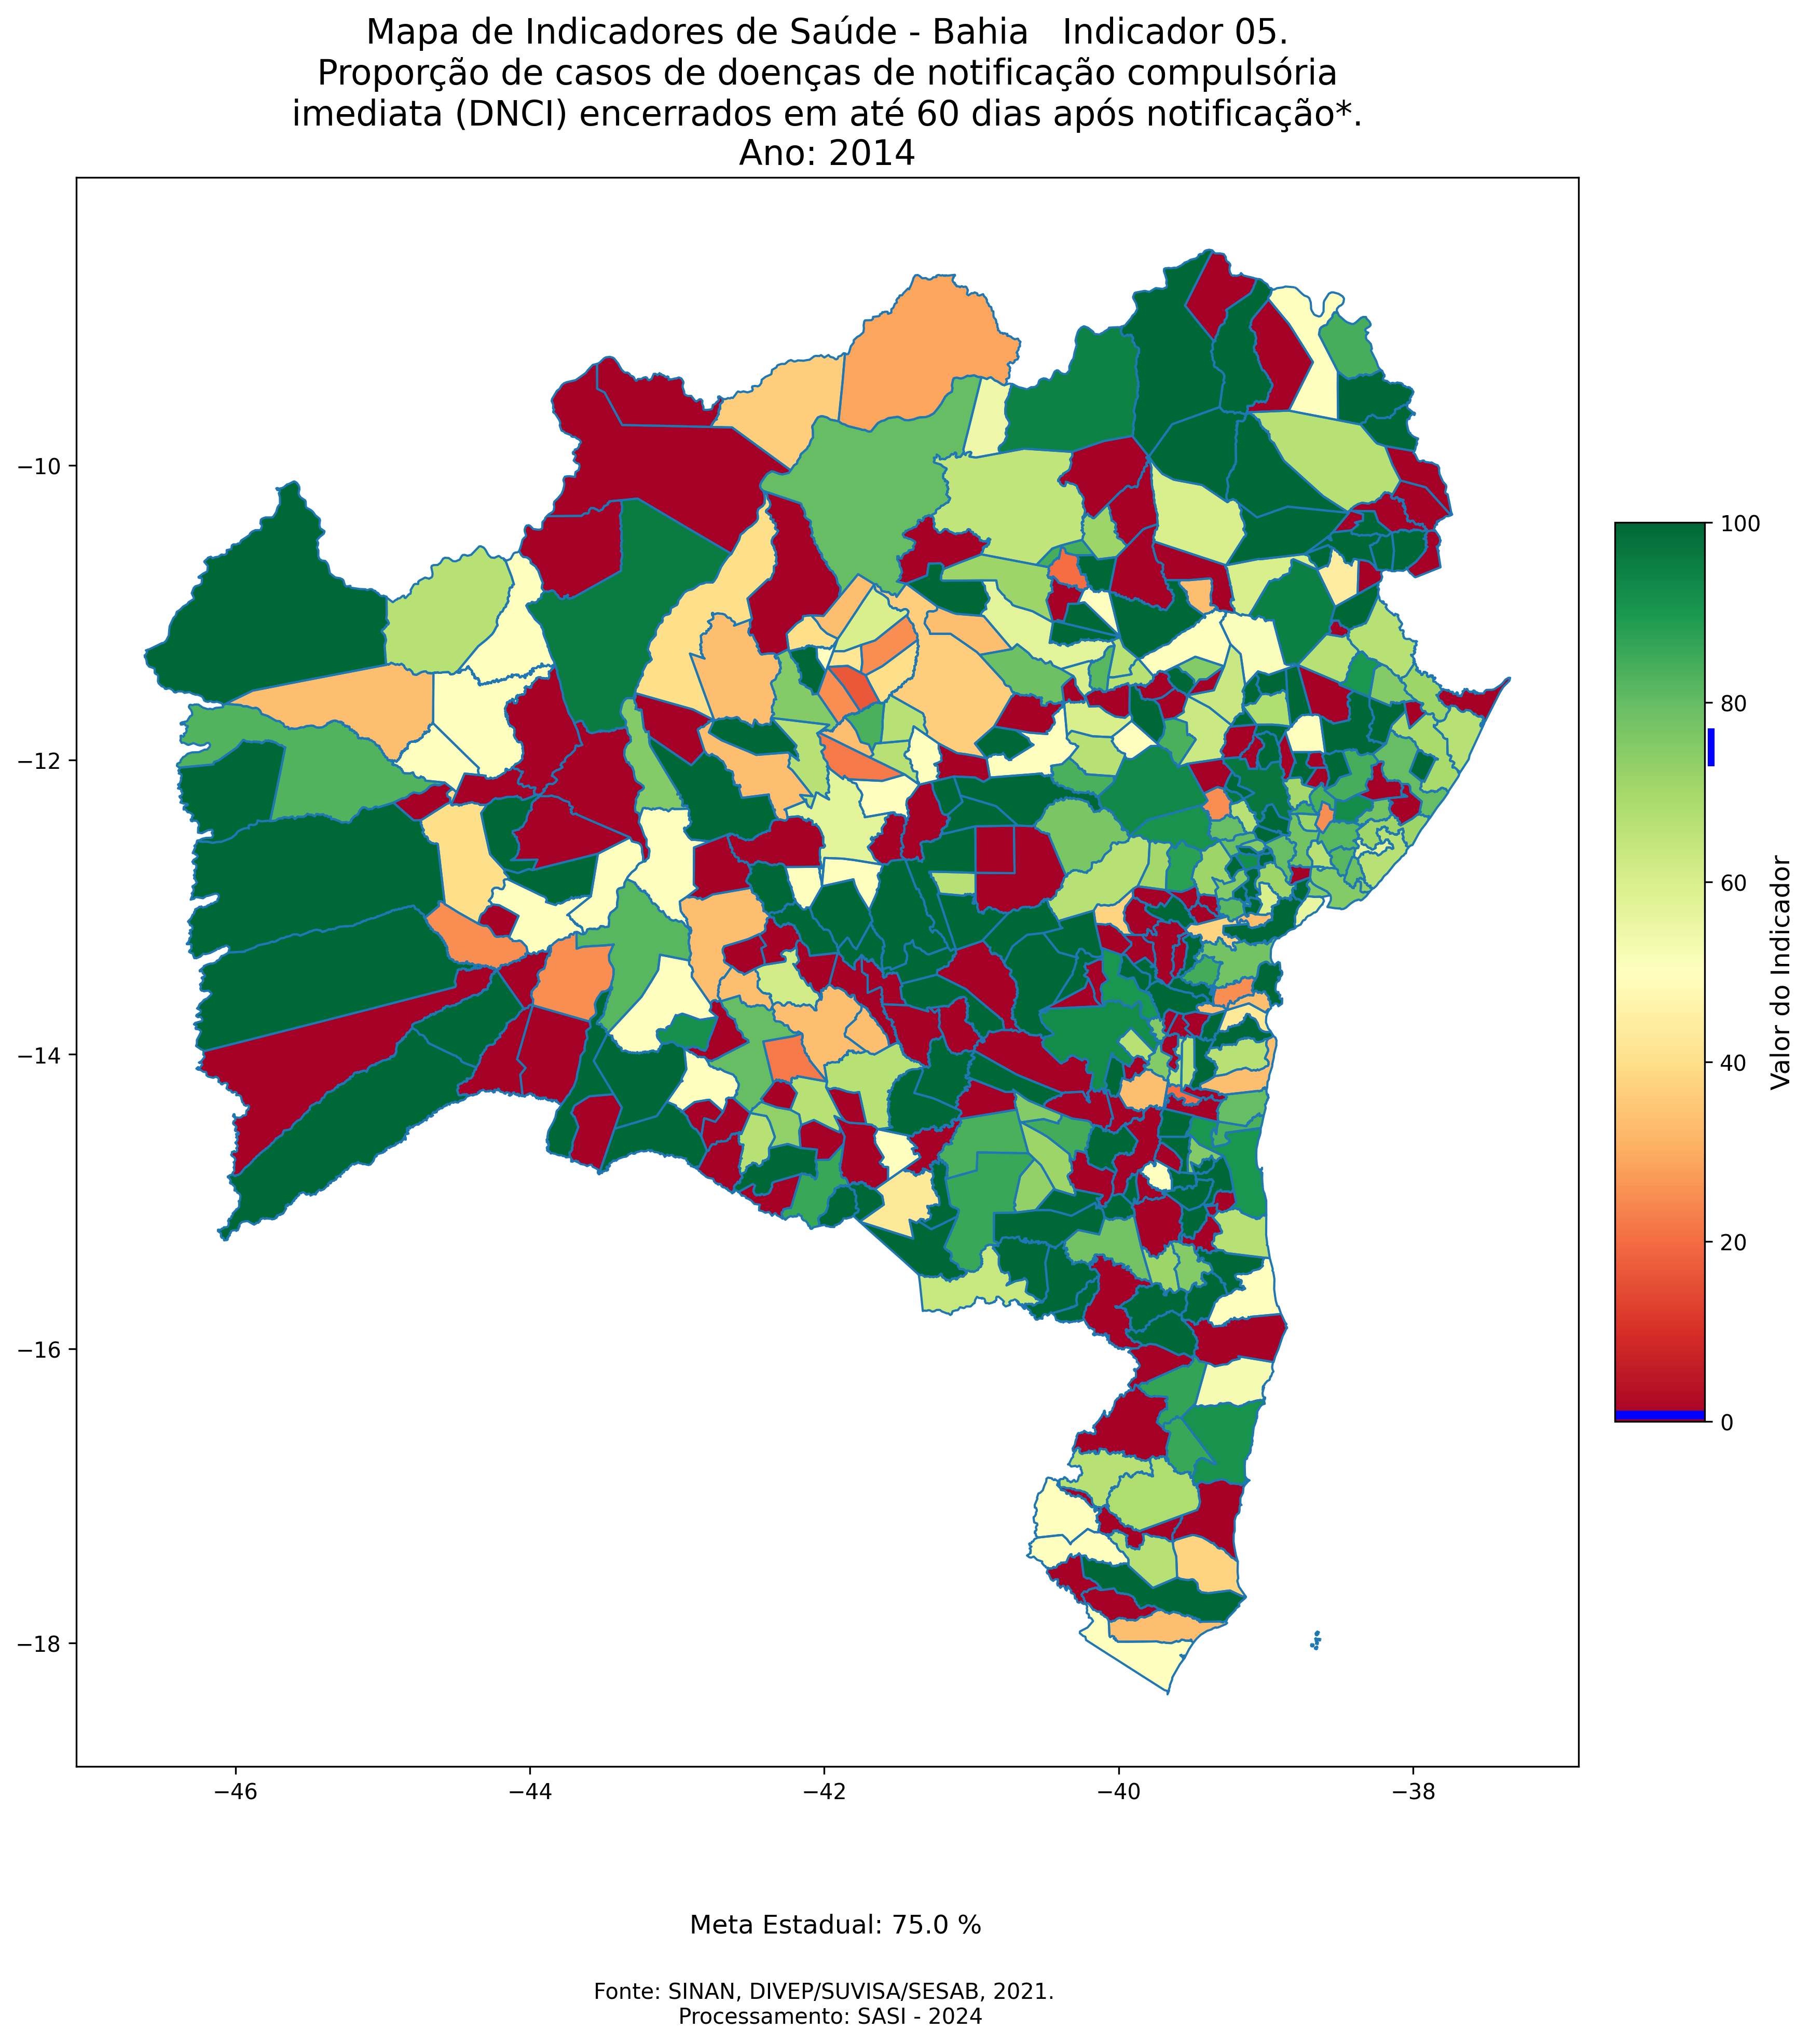 Mapa de Indicadores de Saúde - Bahia   Indicador 05.
Proporção de casos de doenças de notificação compulsória
imediata (DNCI) encerrados em até 60 dias após notificação*.
Ano: 2014
−10
−12
−14
−16
−18
−46
−44
−42
−40
−38
100
80
60
40
20
0
Valor do Indicador
Meta Estadual: 75.0 %
Fonte: SINAN, DIVEP/SUVISA/SESAB, 2021.
Processamento: SASI - 2024